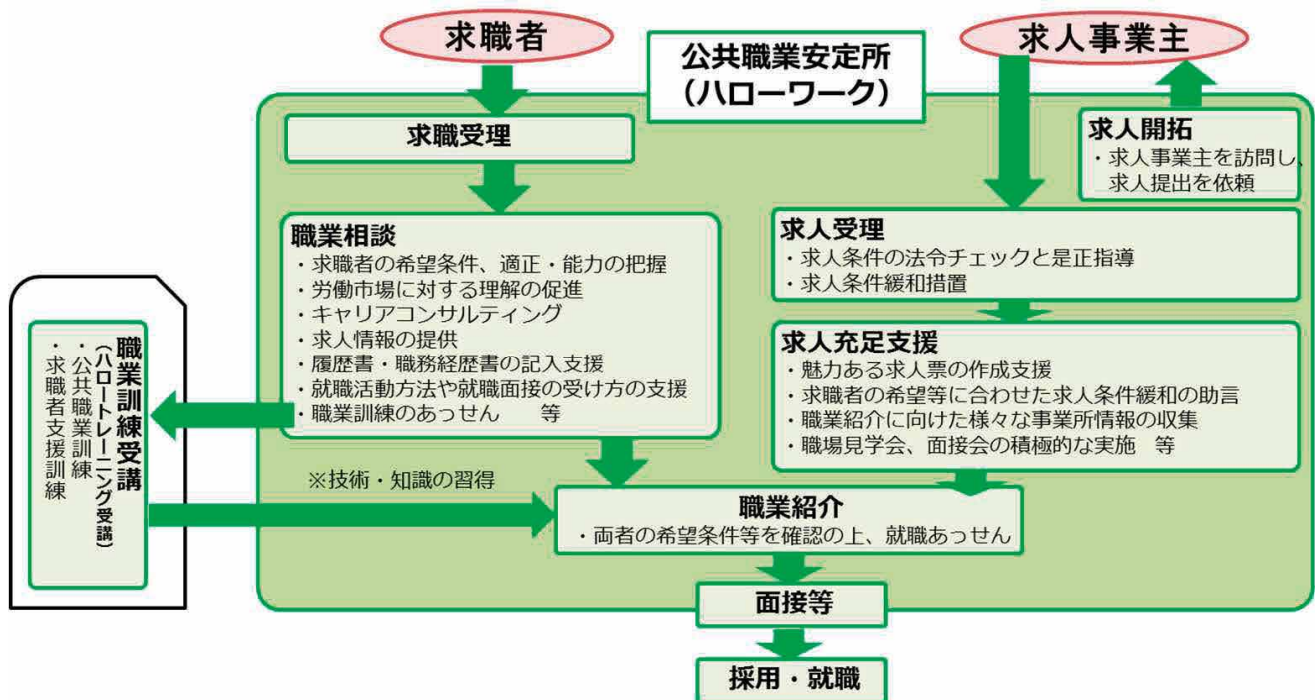 求職者
公共職業安定所
（ハローワーク）
求人事業主
求職受理
求人開拓
・求人事業主を訪問し、
求人提出を依頼
職業相談
・求職者の希望条件、適正・能力の把握
・労働市場に対する理解の促進
・キャリアコンサルティング
・求人情報の提供
・履歴書・職務経歴書の記入支援
・就職活動方法や就職面接の受け方の支援
・職業訓練のあっせん　等
求人受理
・求人条件の法令チェックと是正指導
・求人条件緩和措置
求人充足支援
・魅力ある求人票の作成支援
・求職者の希望等に合わせた求人条件緩和の助言
・職業紹介に向けた様々な事業所情報の収集
・職場見学会、面接会の積極的な実施　等
職業訓練受講
（ハロートレーニング受講）
・公共職業訓練
・求職者支援訓練
※技術・知識の習得
職業紹介
・両者の希望条件等を確認の上、就職あっせん
面接等
採用・就職